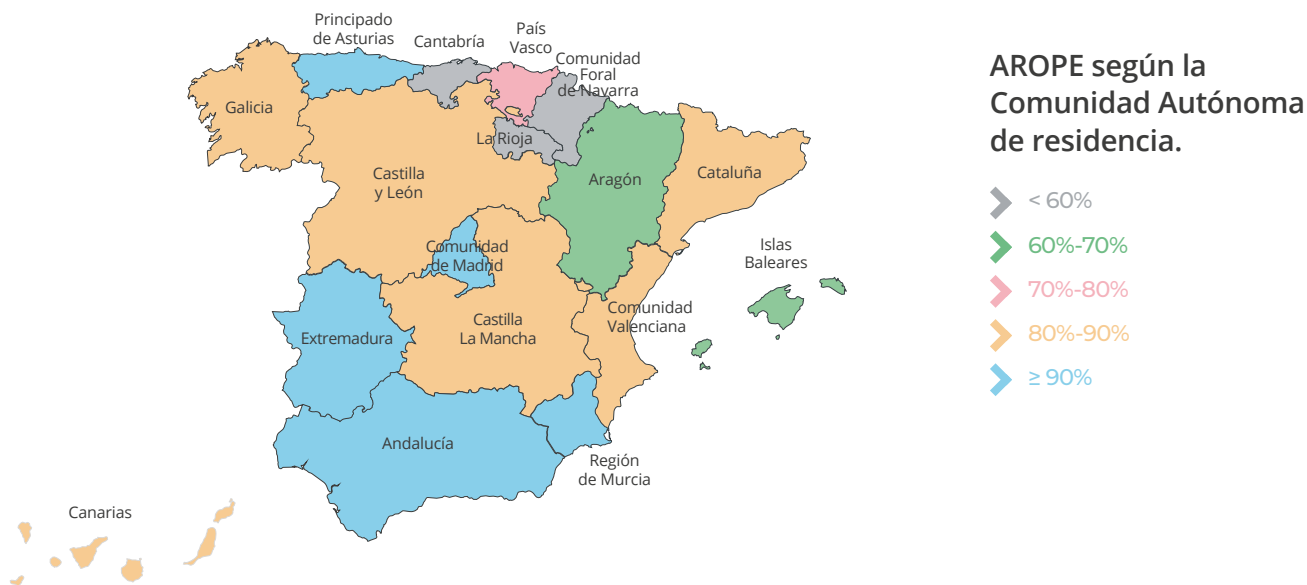 Principado
de Asturias
Cantabría
País
Vasco
Comunidad
Foral
de Navarra
Galicia
La Rioja
Castilla
y León
Aragón
Cataluña
Comunidad
de Madrid
Islas
Baleares
Comunidad
Valenciana
Castilla
La Mancha
Extremadura
Andalucía
Región
de Murcia
Canarias
AROPE según la
Comunidad Autónoma
de residencia.
< 60%
60%-70%
70%-80%
80%-90%
≥ 90%